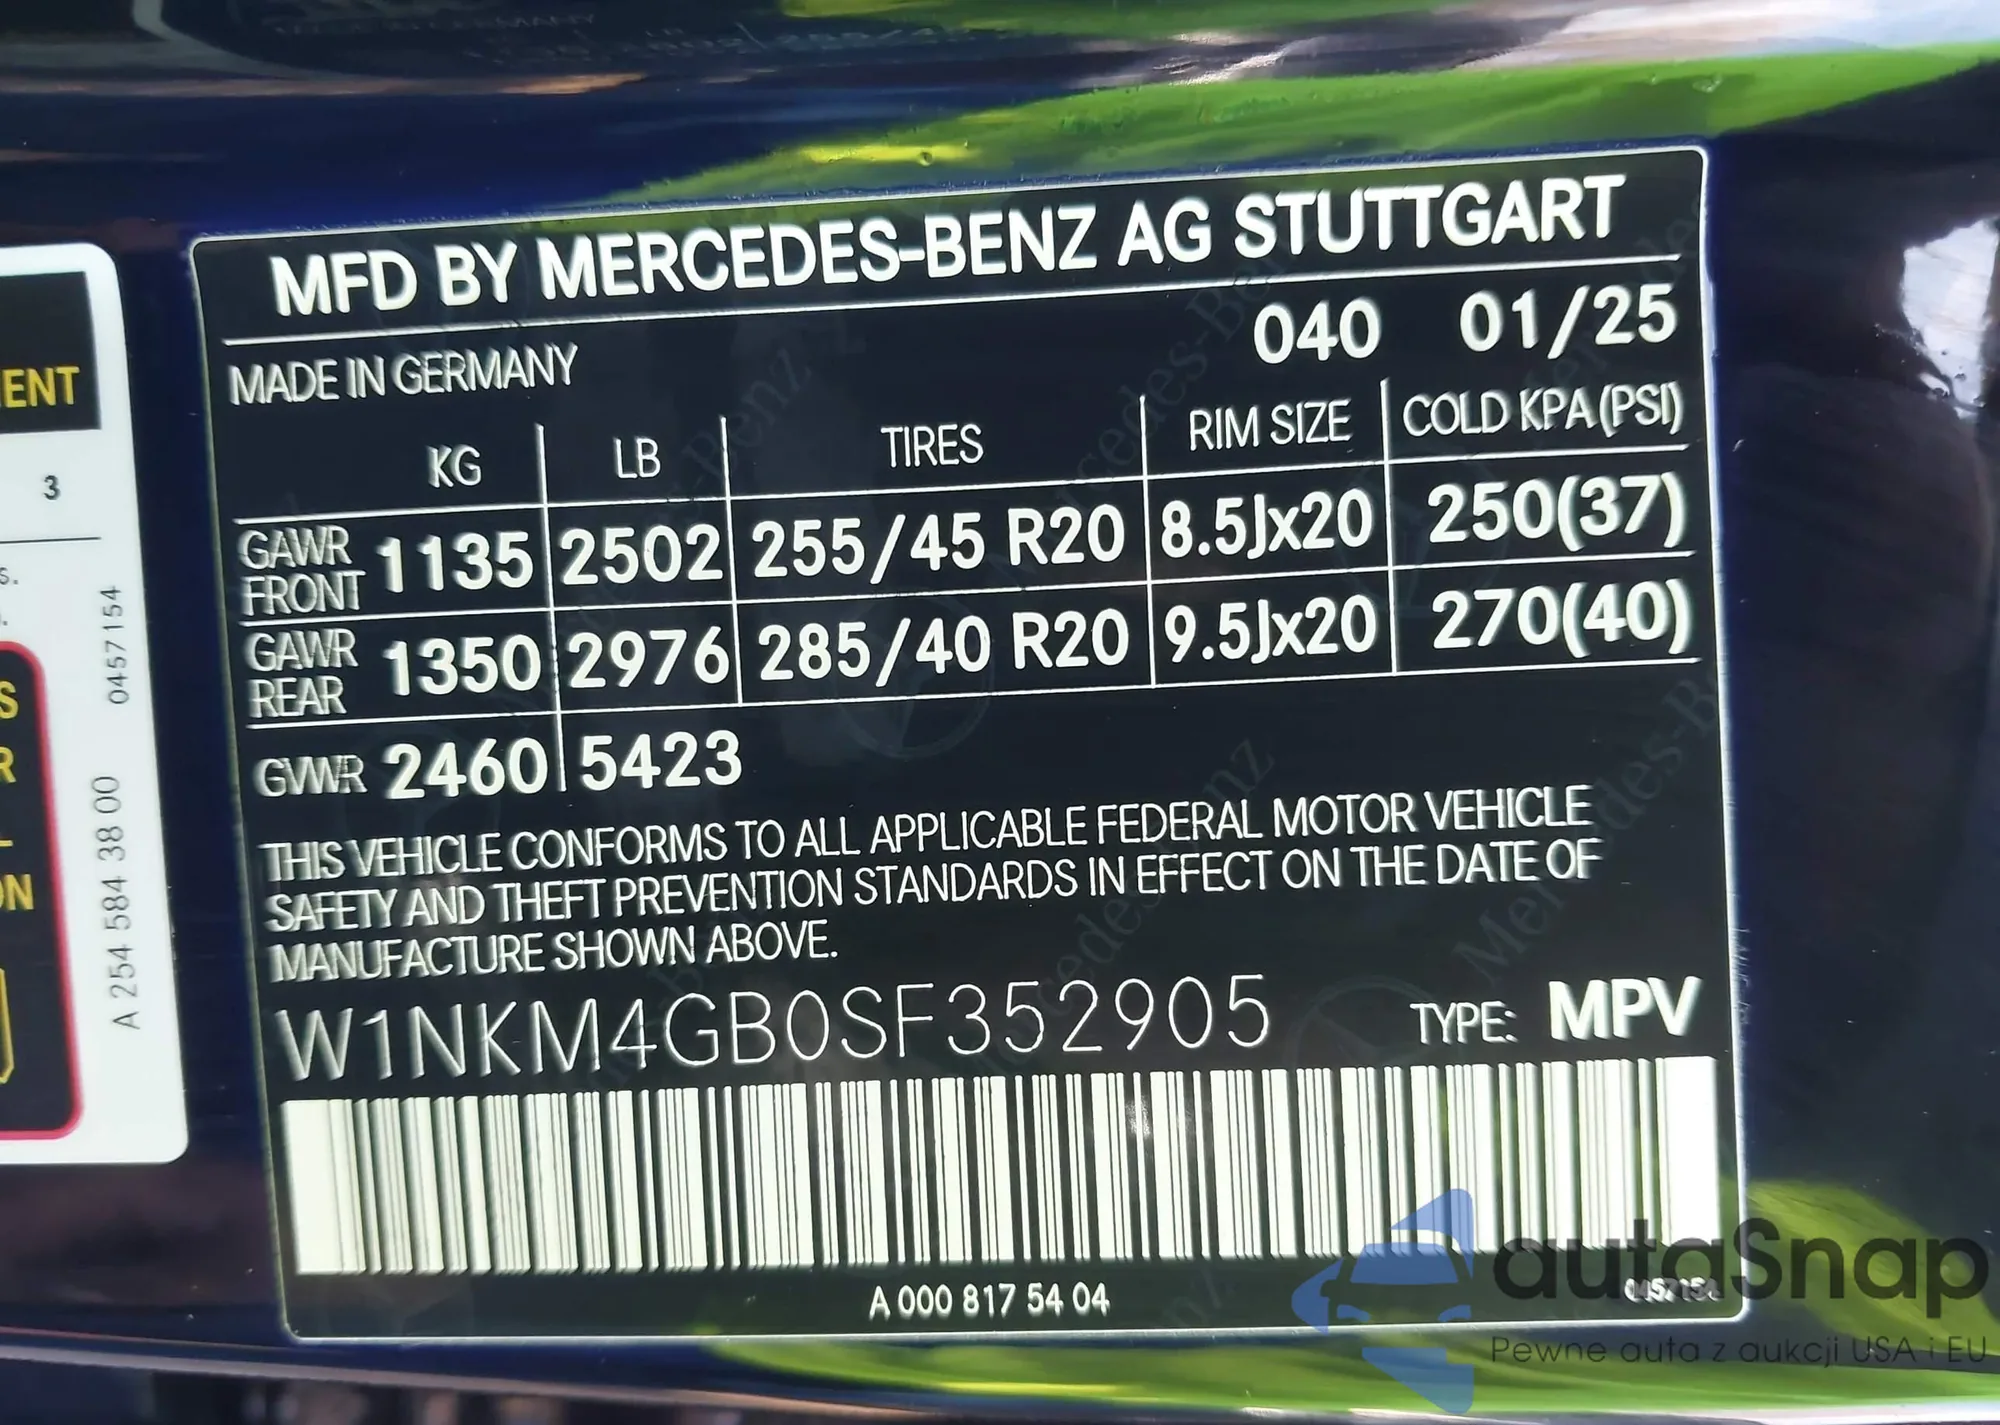 MFD BY MERCEDES-BENZ AG STUTTGART
040 01/25
MADE IN GERMANY
KG LB TIRES RIM SIZE COLD KPA(PSI)
GAWR FRONT 1135 2502 255/45 R20 8.5Jx20 250(37)
GAWR REAR 1350 2976 285/40 R20 9.5Jx20 270(40)
GVWR 2460 5423
THIS VEHICLE CONFORMS TO ALL APPLICABLE FEDERAL MOTOR VEHICLE
SAFETY AND THEFT PREVENTION STANDARDS IN EFFECT ON THE DATE OF
MANUFACTURE SHOWN ABOVE.
W1NKM4GB0SF352905 TYPE: MPV
A 000 817 54 04
0457154
ENT
3
s.
S
R
L
ON
A 254 584 38 00 0457154
autaSnap
Pewne auta z aukcji USA i EU